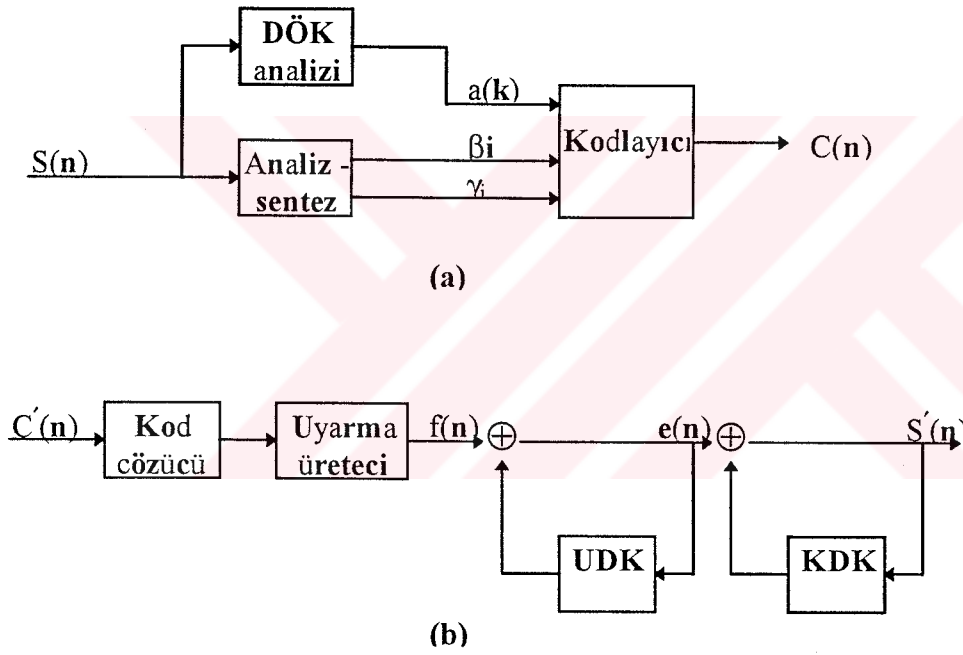 DÖK
analizi
a(k)
S(n)
Analiz -
sentez
βi
γi
Kodlayıcı
C(n)
(a)
C′(n)
Kod
çözücü
Uyarma
üreteci
f(n)
e(n)
S′(n)
UDK
KDK
(b)